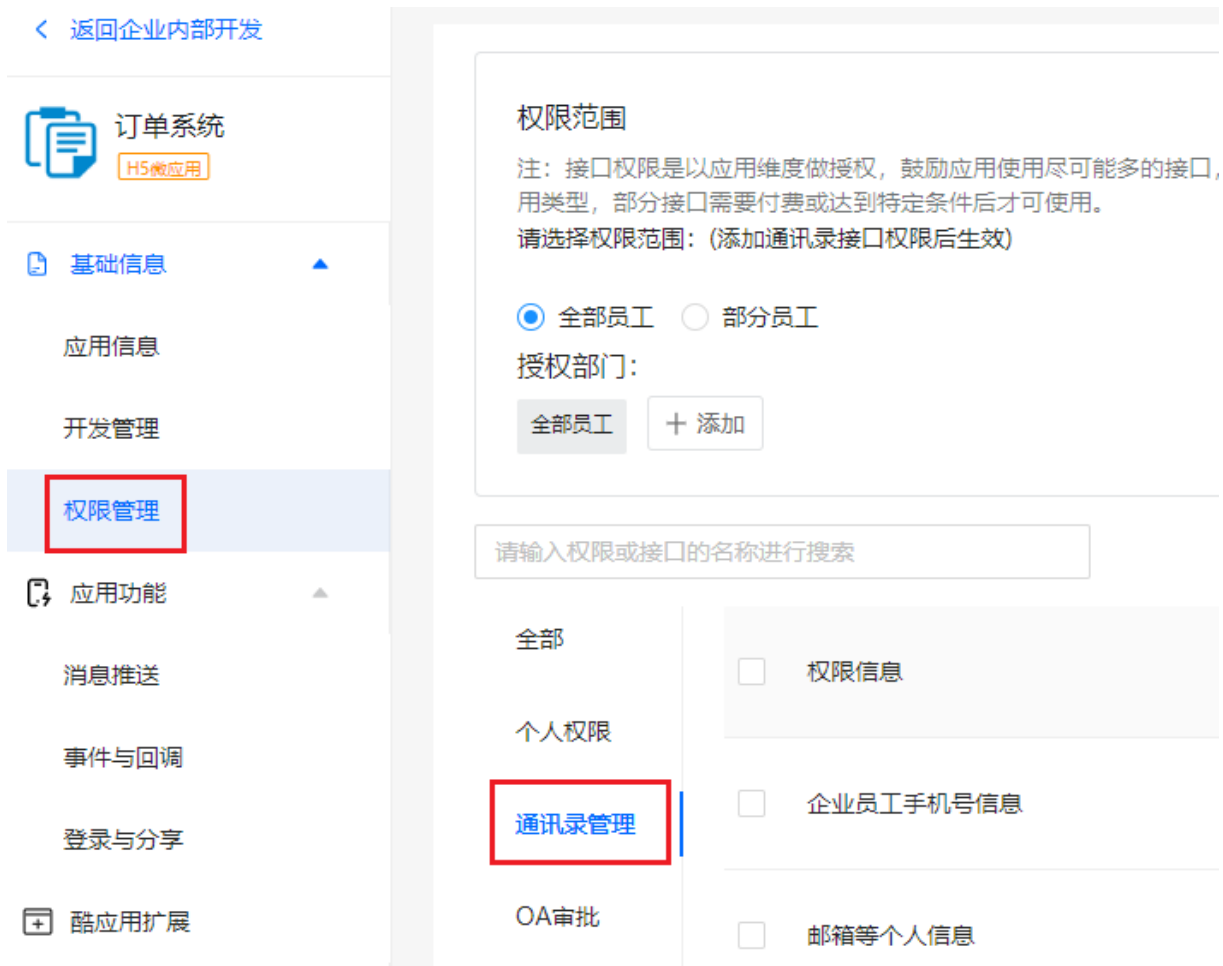 返回企业内部开发
订单系统
H5微应用
基础信息
应用信息
开发管理
权限管理
应用功能
消息推送
事件与回调
登录与分享
酷应用扩展
权限范围
注：接口权限是以应用维度做授权，鼓励应用使用尽可能多的接口，
用类型，部分接口需要付费或达到特定条件后才可使用。
请选择权限范围：(添加通讯录接口权限后生效)
全部员工 部分员工
授权部门：
全部员工 添加
请输入权限或接口的名称进行搜索
全部
个人权限
通讯录管理
OA审批
权限信息
企业员工手机号信息
邮箱等个人信息